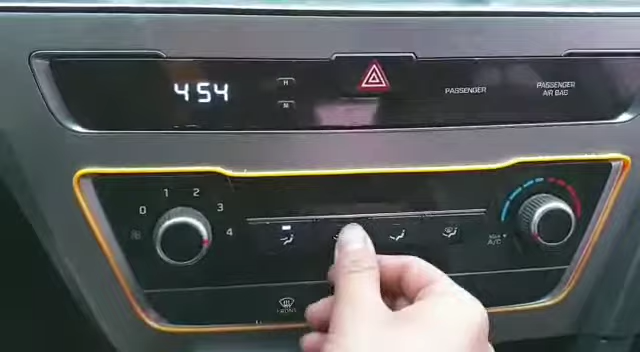 454
H
M
PASSENGER
PASSENGER
AIR BAG
0 1 2 3 4
MAX
A/C
FRONT